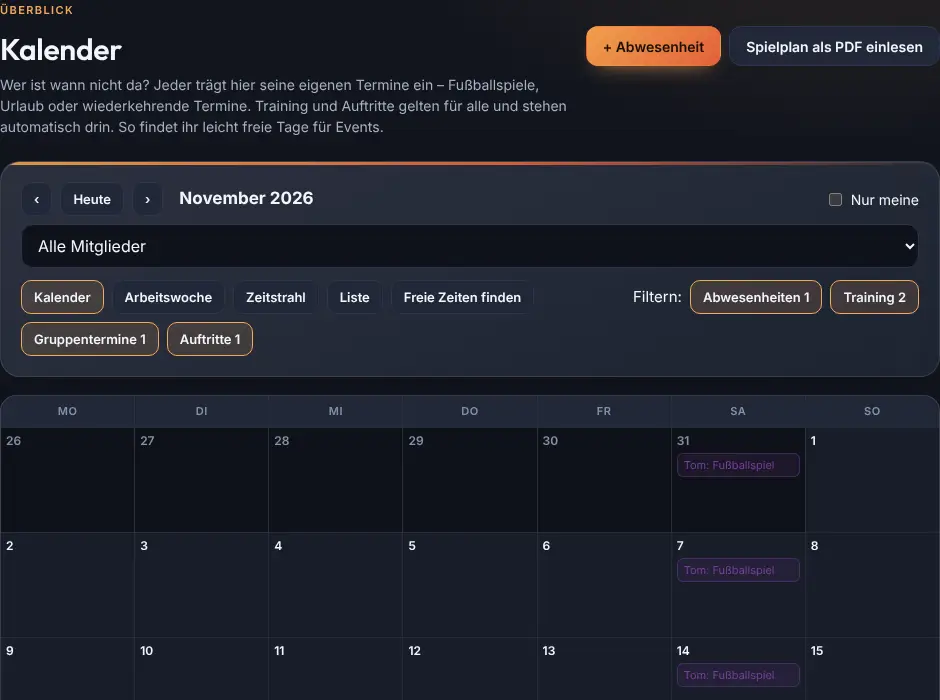 ÜBERBLICK
Kalender
+ Abwesenheit
Spielplan als PDF einlesen
Wer ist wann nicht da? Jeder trägt hier seine eigenen Termine ein – Fußballspiele,
Urlaub oder wiederkehrende Termine. Training und Auftritte gelten für alle und stehen
automatisch drin. So findet ihr leicht freie Tage für Events.
‹ Heute › November 2026
Nur meine
Alle Mitglieder
Kalender Arbeitswoche Zeitstrahl Liste Freie Zeiten finden
Filtern: Abwesenheiten 1 Training 2
Gruppentermine 1 Auftritte 1
MO DI MI DO FR SA SO
26 27 28 29 30 31 1
Tom: Fußballspiel
2 3 4 5 6 7 8
Tom: Fußballspiel
9 10 11 12 13 14 15
Tom: Fußballspiel